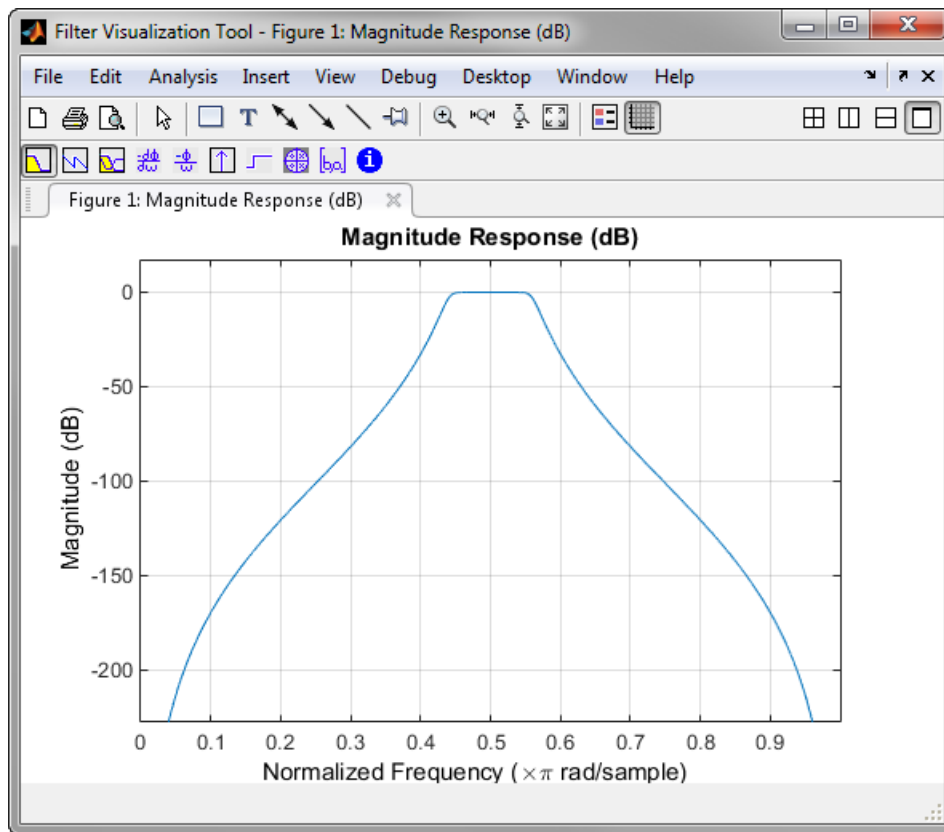 Filter Visualization Tool - Figure 1: Magnitude Response (dB)
File Edit Analysis Insert View Debug Desktop Window Help
Figure 1: Magnitude Response (dB)
Magnitude Response (dB)
0
-50
-100
-150
-200
Magnitude (dB)
0 0.1 0.2 0.3 0.4 0.5 0.6 0.7 0.8 0.9
Normalized Frequency (×π rad/sample)